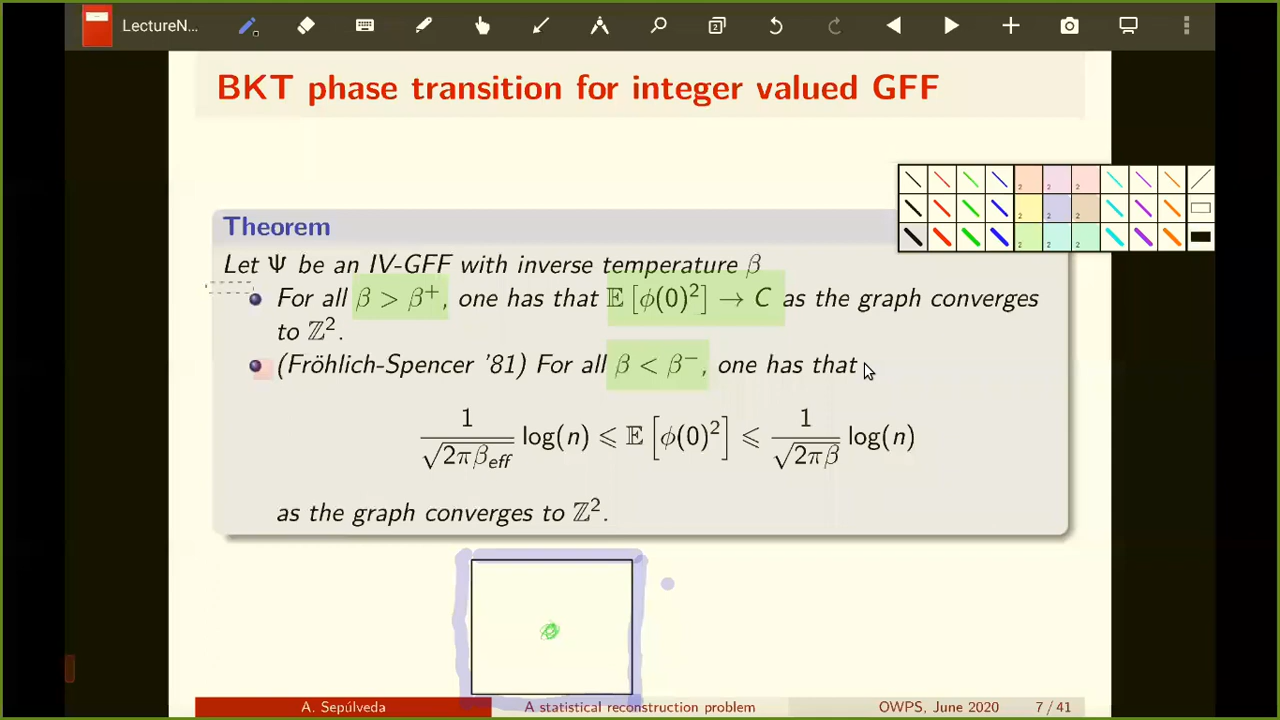 LectureN...
BKT phase transition for integer valued GFF
Theorem
Let Ψ be an IV-GFF with inverse temperature β
For all β > β⁺, one has that 𝔼[ϕ(0)²] → C as the graph converges
to ℤ².
(Fröhlich-Spencer '81) For all β < β⁻, one has that
1/√2πβ_eff log(n) ⩽ 𝔼[ϕ(0)²] ⩽ 1/√2πβ log(n)
as the graph converges to ℤ².
A. Sepúlveda A statistical reconstruction problem OWPS, June 2020 7 / 41